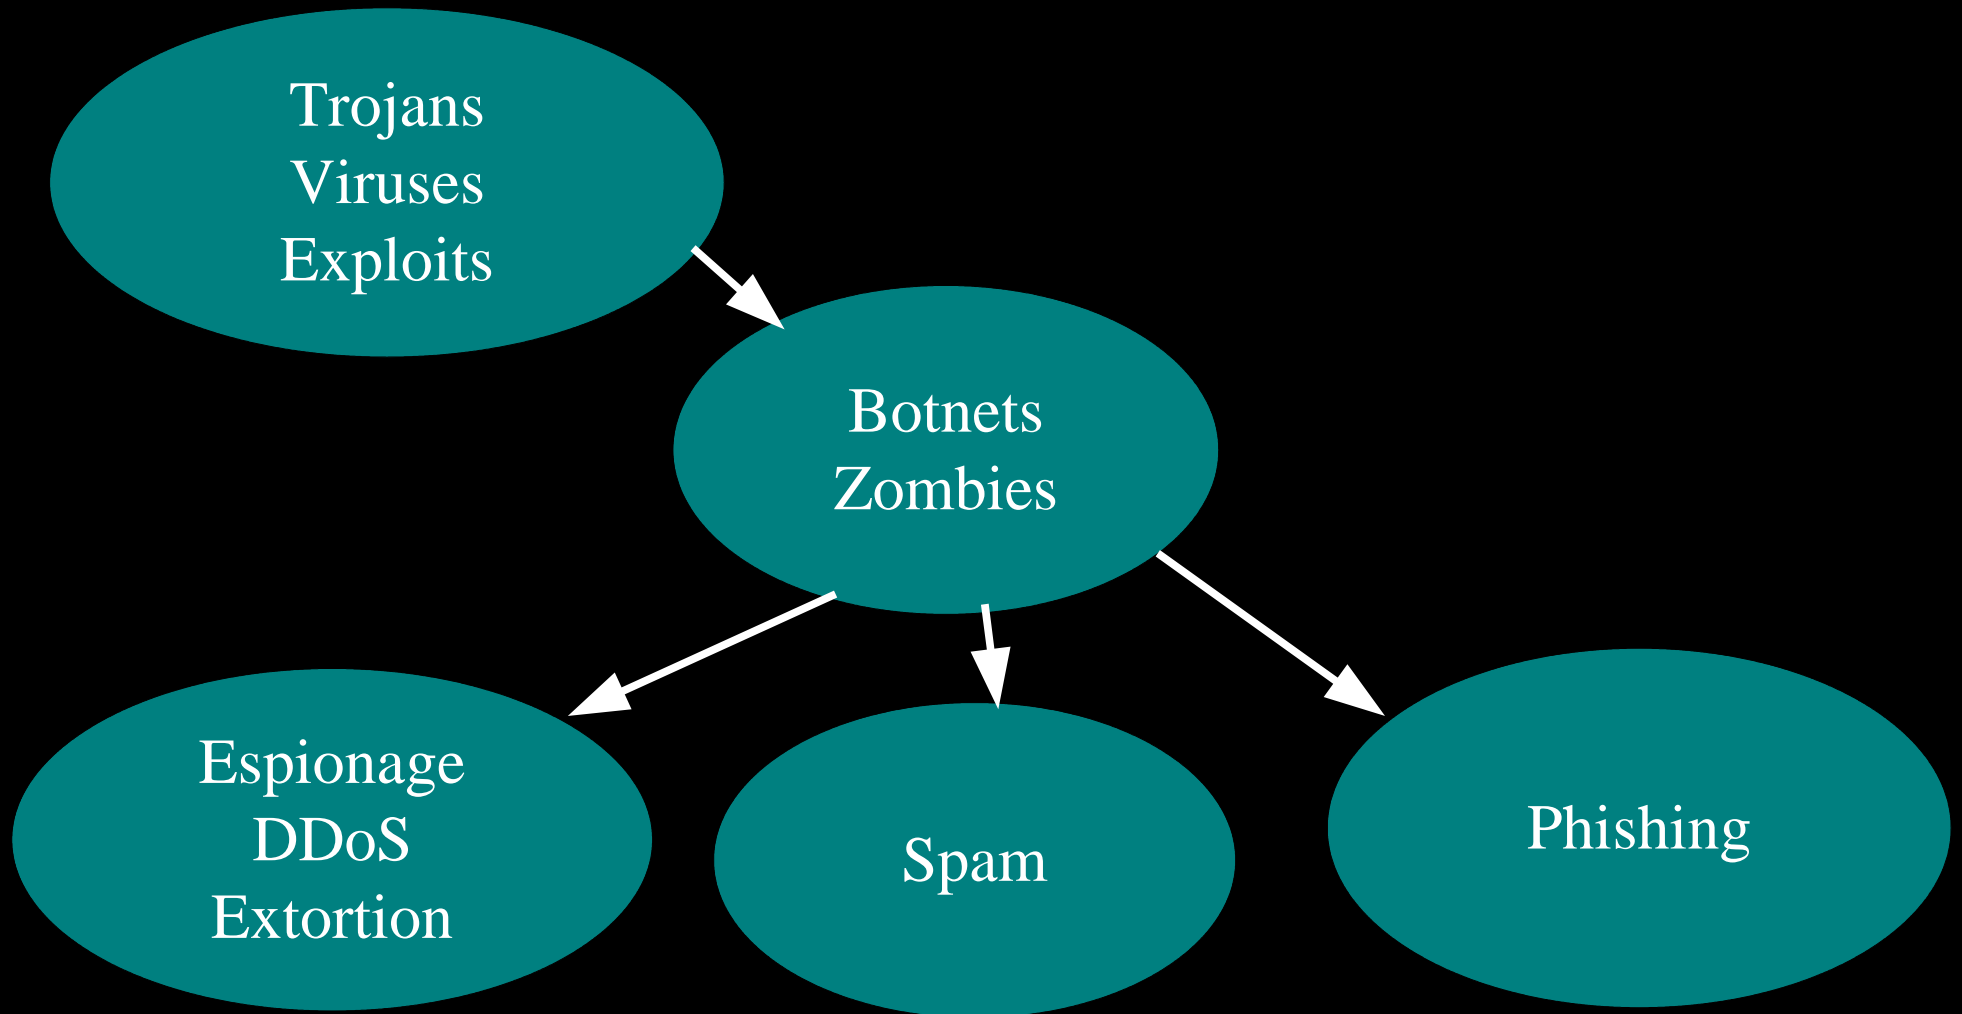 Trojans
Viruses
Exploits
Botnets
Zombies
Espionage
DDoS
Extortion
Spam
Phishing